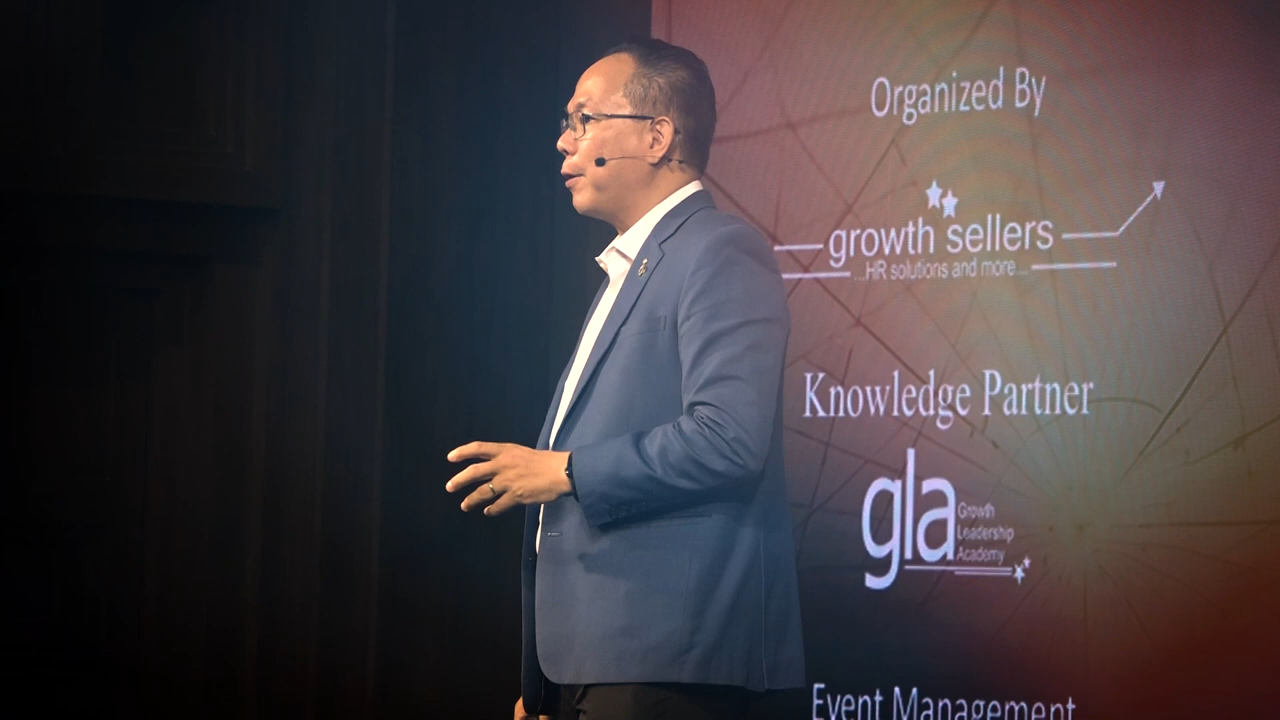 Organized By
growth sellers
...HR solutions and more...
Knowledge Partner
gla
Growth
Leadership
Academy
Event Management